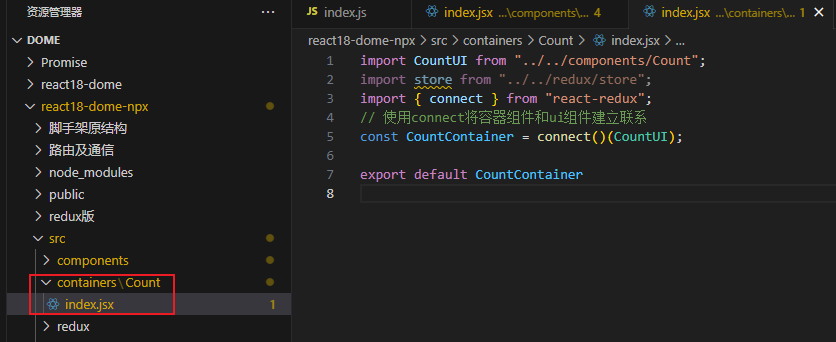 资源管理器
DOME
Promise
react18-dome
react18-dome-npx
脚手架原结构
路由及通信
node_modules
public
redux版
src
components
containers\Count
index.jsx 1
redux
JS index.js
index.jsx ...\components\... 4
index.jsx ...\containers\... 1
react18-dome-npx > src > containers > Count > index.jsx > ...
1 import CountUI from "../../components/Count";
2 import store from "../../redux/store";
3 import { connect } from "react-redux";
4 // 使用connect将容器组件和ui组件建立联系
5 const CountContainer = connect()(CountUI);
6
7 export default CountContainer
8